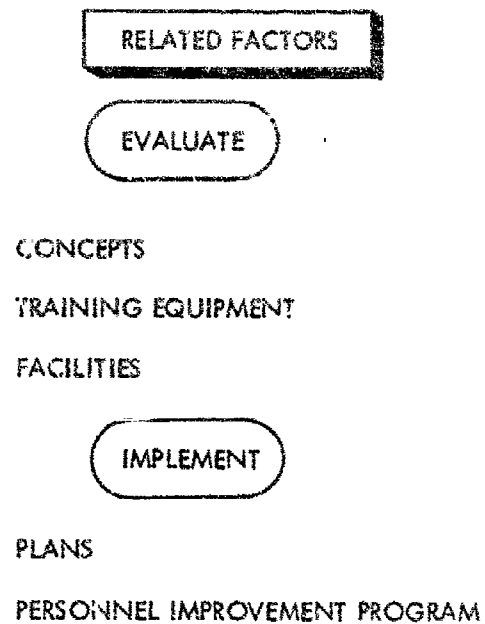 RELATED FACTORS
EVALUATE
CONCEPTS
TRAINING EQUIPMENT
FACILITIES
IMPLEMENT
PLANS
PERSONNEL IMPROVEMENT PROGRAM